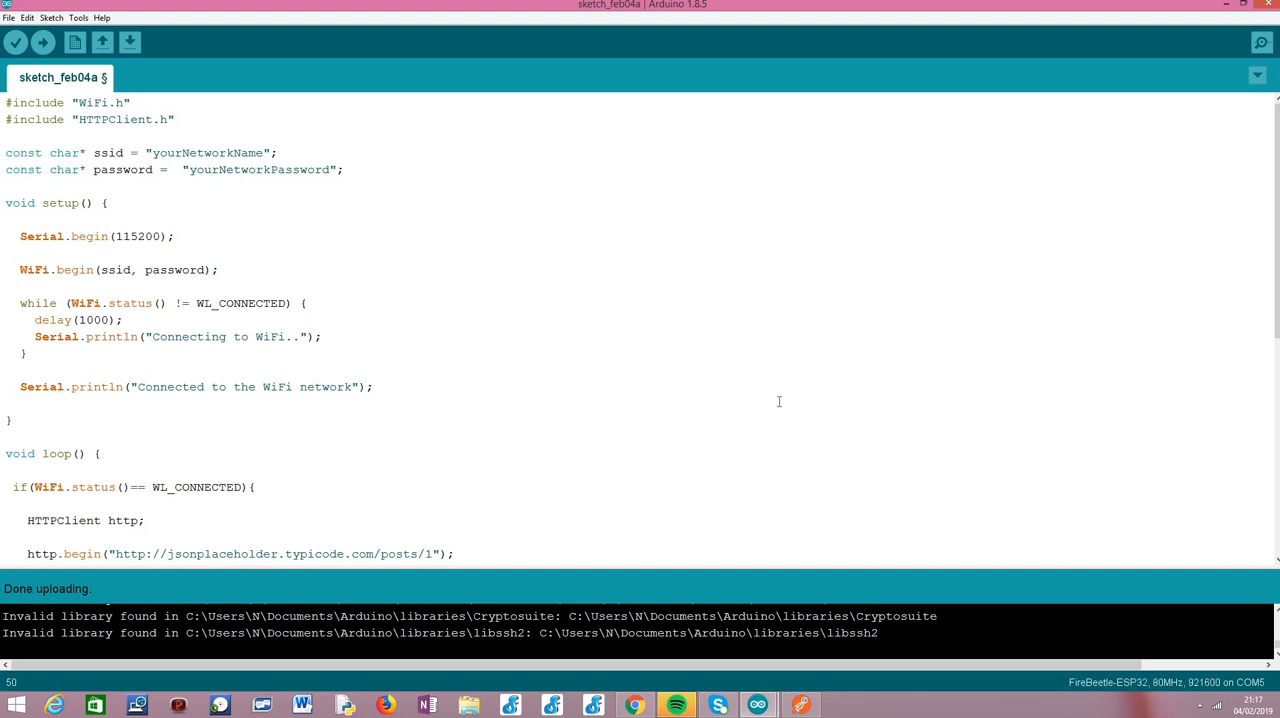 sketch_feb04a | Arduino 1.8.5
File Edit Sketch Tools Help
sketch_feb04a §
#include "WiFi.h"
#include "HTTPClient.h"
const char* ssid = "yourNetworkName";
const char* password =  "yourNetworkPassword";
void setup() {
Serial.begin(115200);
WiFi.begin(ssid, password);
while (WiFi.status() != WL_CONNECTED) {
delay(1000);
Serial.println("Connecting to WiFi..");
}
Serial.println("Connected to the WiFi network");
}
void loop() {
if(WiFi.status()== WL_CONNECTED){
HTTPClient http;
http.begin("http://jsonplaceholder.typicode.com/posts/1");
Done uploading.
Invalid library found in C:\Users\N\Documents\Arduino\libraries\Cryptosuite: C:\Users\N\Documents\Arduino\libraries\Cryptosuite
Invalid library found in C:\Users\N\Documents\Arduino\libraries\libssh2: C:\Users\N\Documents\Arduino\libraries\libssh2
50
FireBeetle-ESP32, 80MHz, 921600 on COM5
21:17
04/02/2019